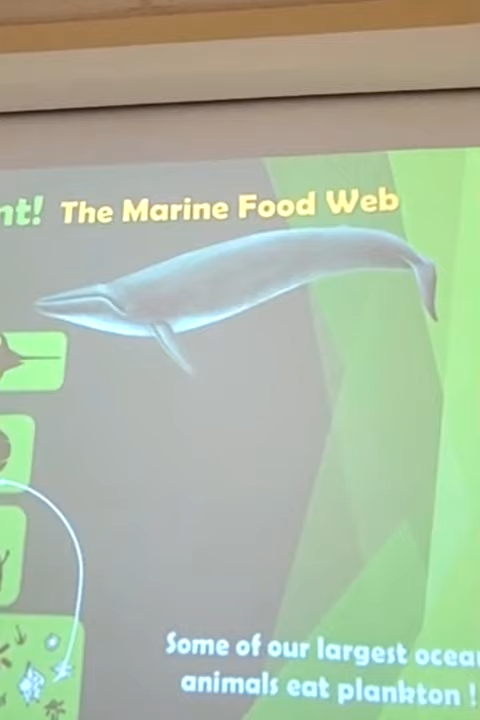 nt! The Marine Food Web
Some of our largest ocea
animals eat plankton !